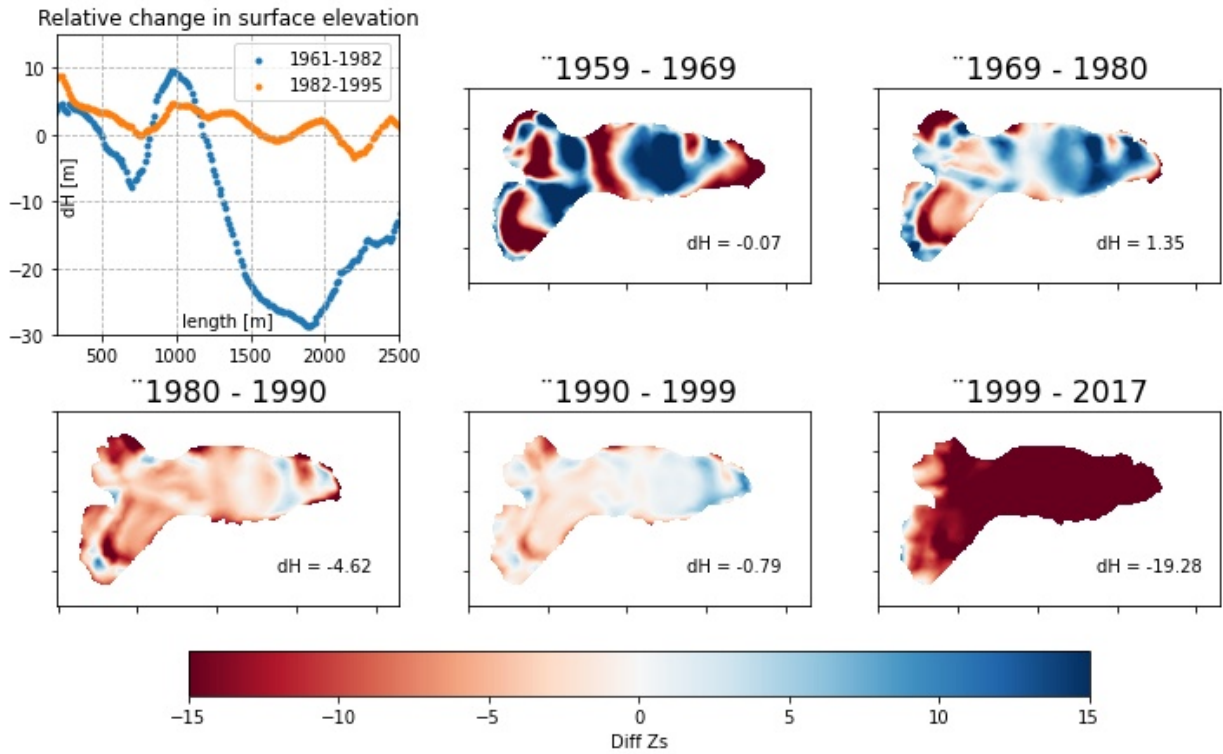 Relative change in surface elevation
10
0
−10
−20
−30
dH [m]
1961-1982
1982-1995
length [m]
500 1000 1500 2000 2500
¨1959 - 1969
dH = -0.07
¨1969 - 1980
dH = 1.35
¨1980 - 1990
dH = -4.62
¨1990 - 1999
dH = -0.79
¨1999 - 2017
dH = -19.28
−15 −10 −5 0 5 10 15
Diff Zs